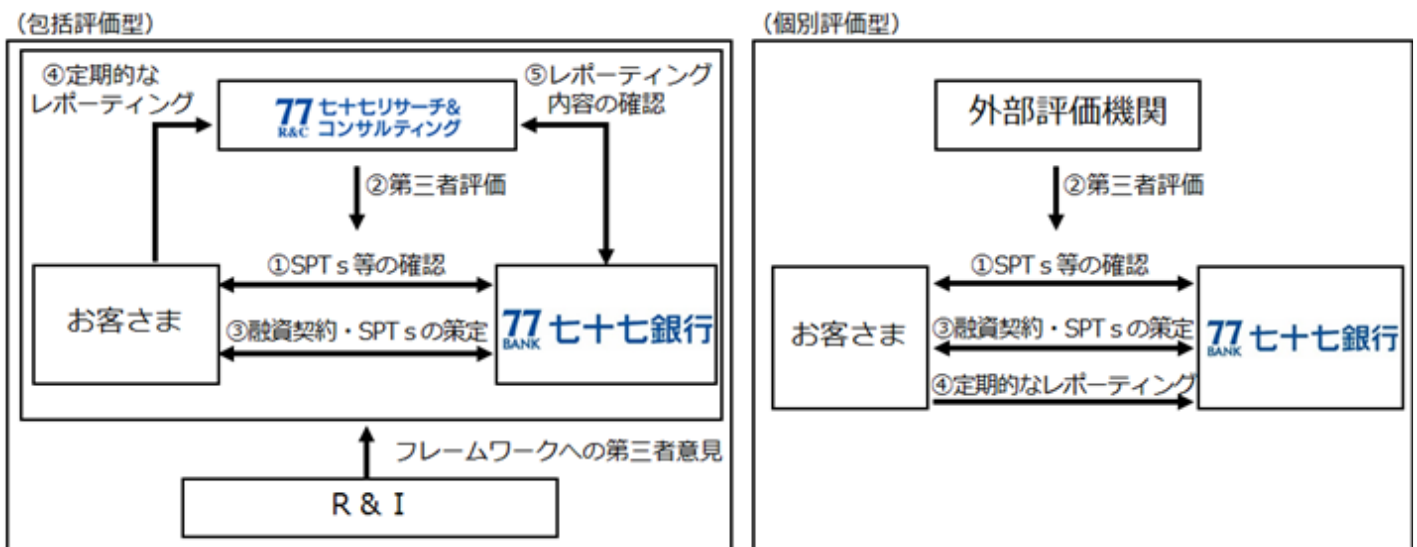 （包括評価型）
④定期的な
レポーティング
77 R&C 七十七リサーチ&
コンサルティング
⑤レポーティング
内容の確認
②第三者評価
お客さま
①SPTｓ等の確認
③融資契約・SPTｓの策定
77 BANK 七十七銀行
フレームワークへの第三者意見
Ｒ＆Ｉ
（個別評価型）
外部評価機関
②第三者評価
お客さま
①SPTｓ等の確認
③融資契約・SPTｓの策定
④定期的なレポーティング
77 BANK 七十七銀行